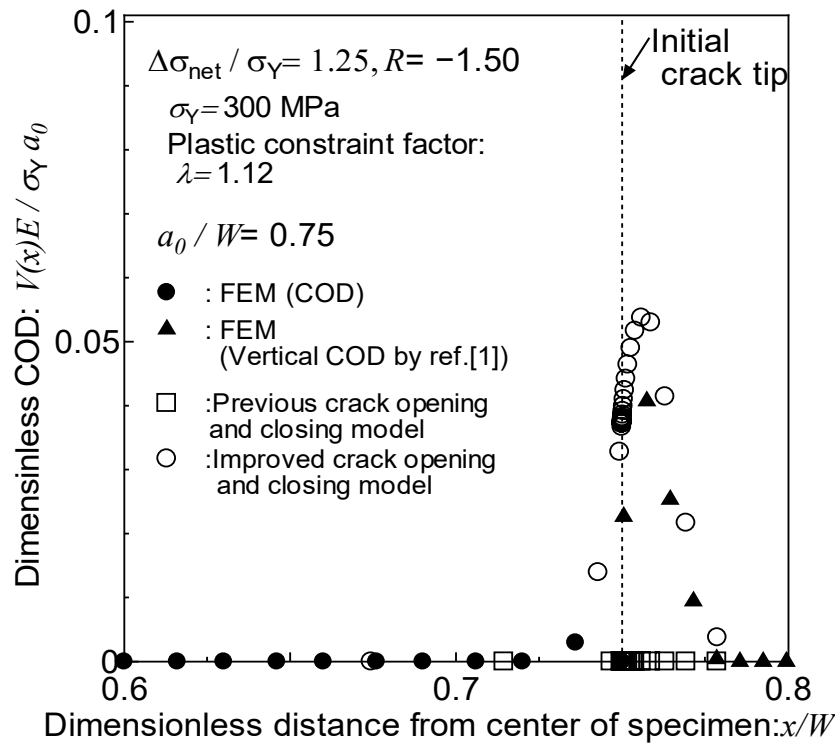 0.1
Δσnet / σY= 1.25, R= −1.50
σY=300 MPa
Plastic constraint factor:
λ=1.12
a0 / W= 0.75
Initial
crack tip
: FEM (COD)
: FEM
(Vertical COD by ref.[1])
:Previous crack opening
and closing model
:Improved crack opening
and closing model
Dimensinless COD: V(x)E / σY a0
0.05
0
0.6
0.7
0.8
Dimensionless distance from center of specimen:x/W